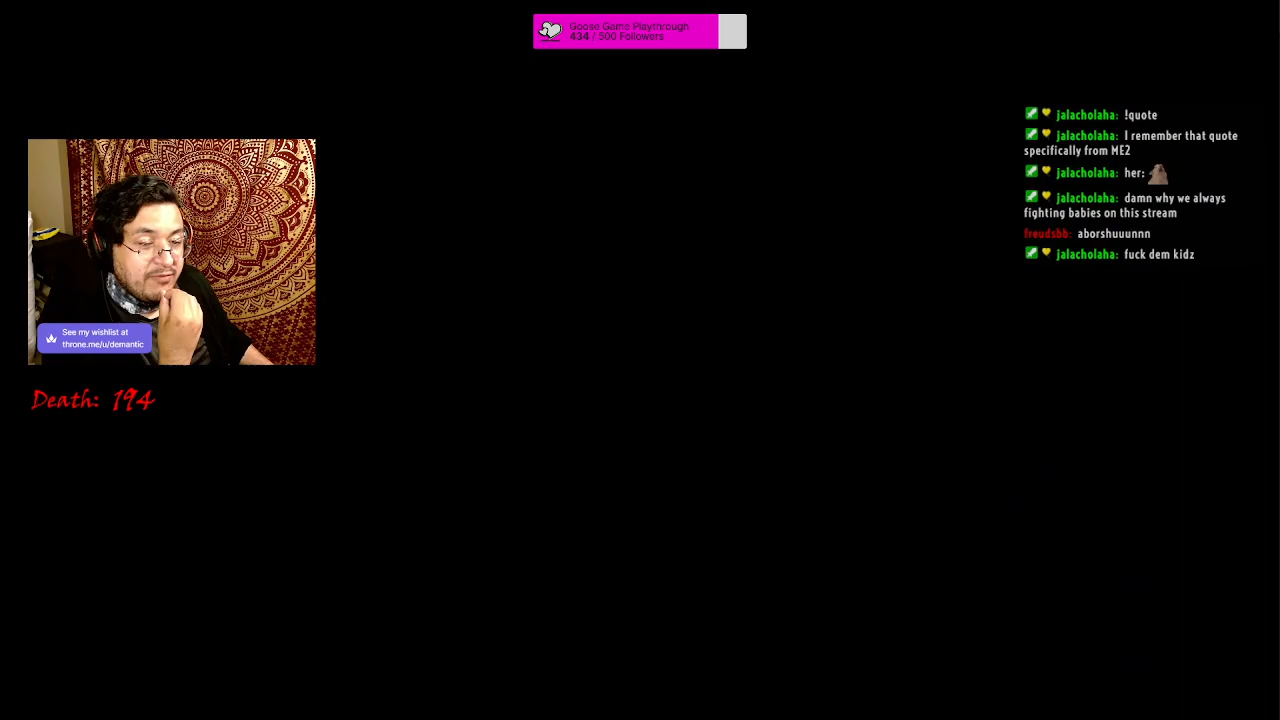 Goose Game Playthrough
434 / 500 Followers
jalacholaha: !quote
jalacholaha: I remember that quote
specifically from ME2
jalacholaha: her:
jalacholaha: damn why we always
fighting babies on this stream
freudsbb: aborshuuunnn
jalacholaha: fuck dem kidz
See my wishlist at
throne.me/u/demantic
Death: 194